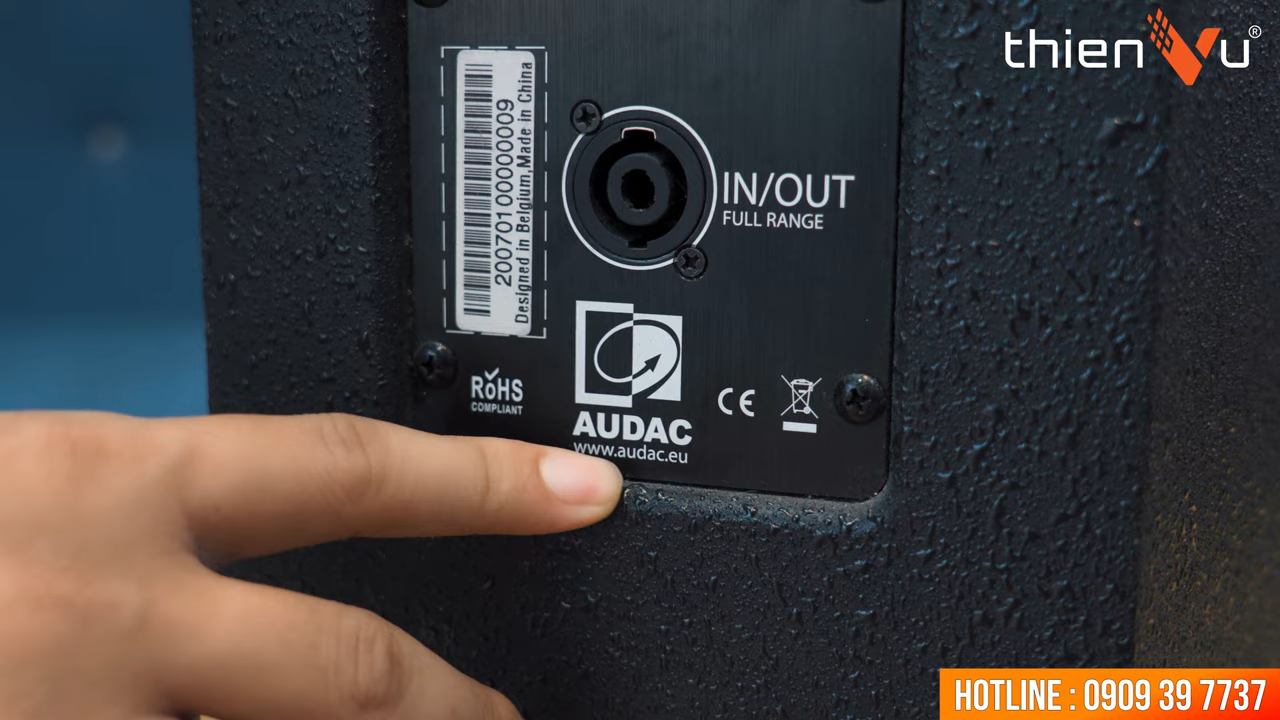 thienVu®
200701000000009
Designed in Belgium,Made in China
IN/OUT
FULL RANGE
RoHS
COMPLIANT
AUDAC
www.audac.eu
CE
HOTLINE : 0909 39 7737